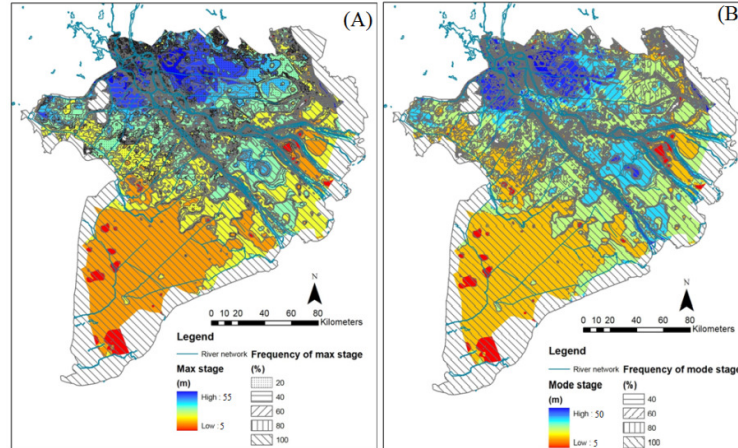 (A)
N
0 10 20 40 60 80
Kilometers
Legend
River network Frequency of max stage
Max stage (%)
(m)
20
High : 55
40
60
80
Low : 5
100
(B)
N
0 10 20 40 60 80
Kilometers
Legend
River network Frequency of mode stage
Mode stage (%)
(m)
40
High : 50
60
80
Low : 5
100